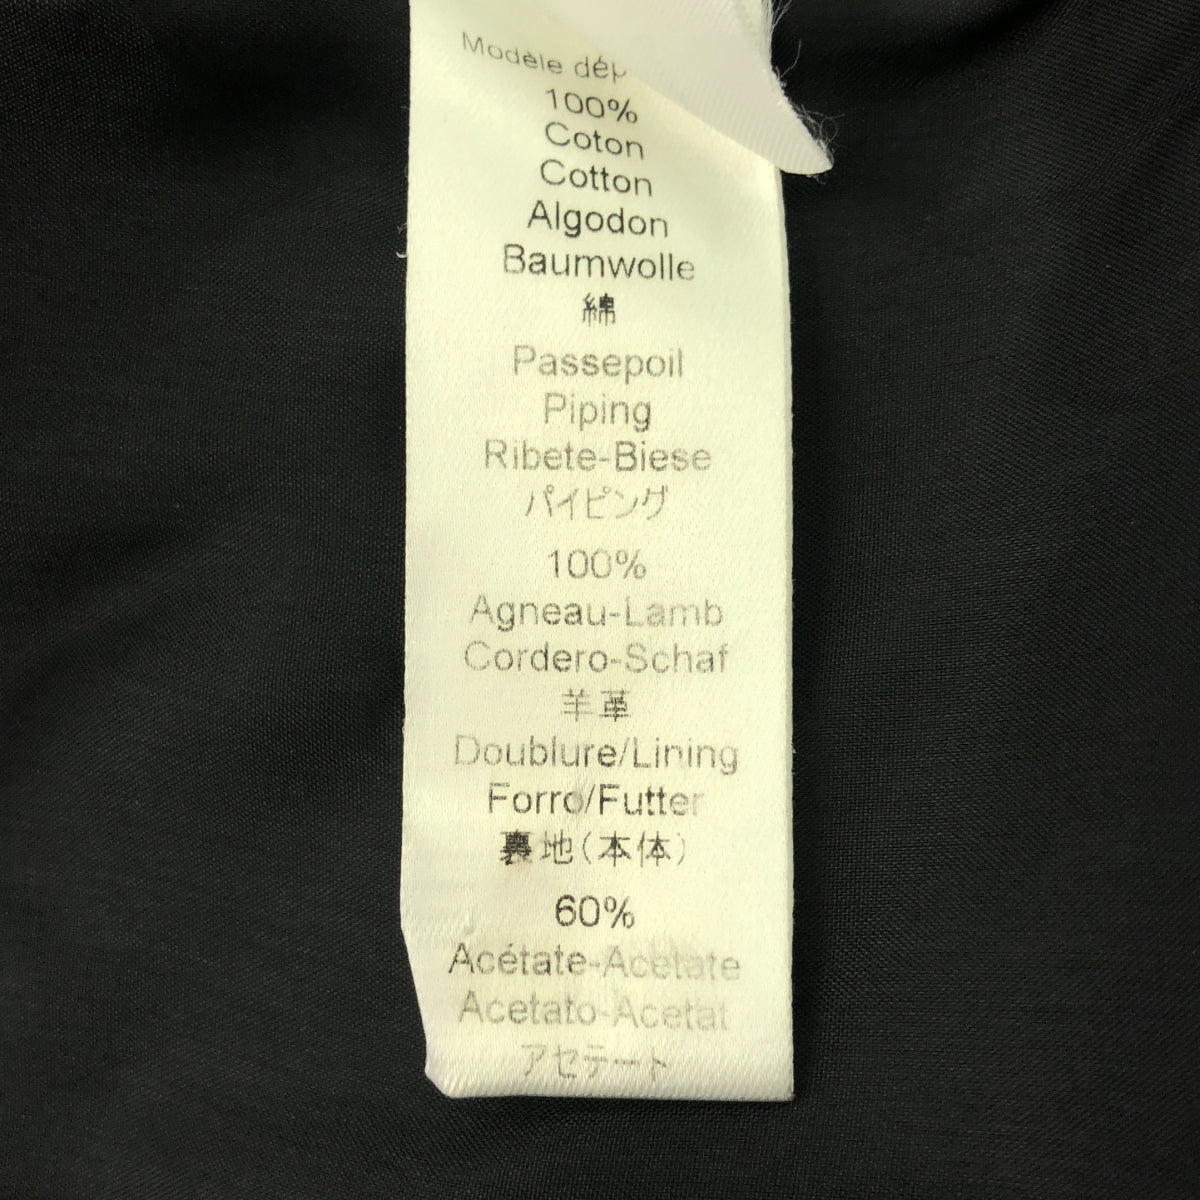 Modèle
100%
Coton
Cotton
Algodon
Baumwolle
綿
Passepoil
Piping
Ribete-Biese
パイピング
100%
Agneau-Lamb
Cordero-Schaf
羊革
Doublure/Lining
Forro/Futter
裏地(本体)
60%
Acétate-Acetate
Acetato-Acetat
アセテート